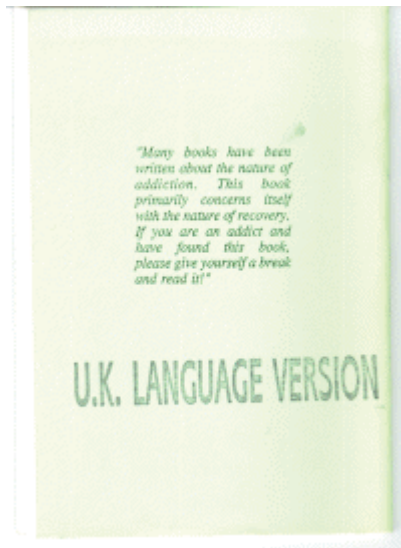 "Many books have been
written about the nature of
addiction. This book
primarily concerns itself
with the nature of recovery.
If you are an addict and
have found this book,
please give yourself a break
and read it!"
U.K. LANGUAGE VERSION